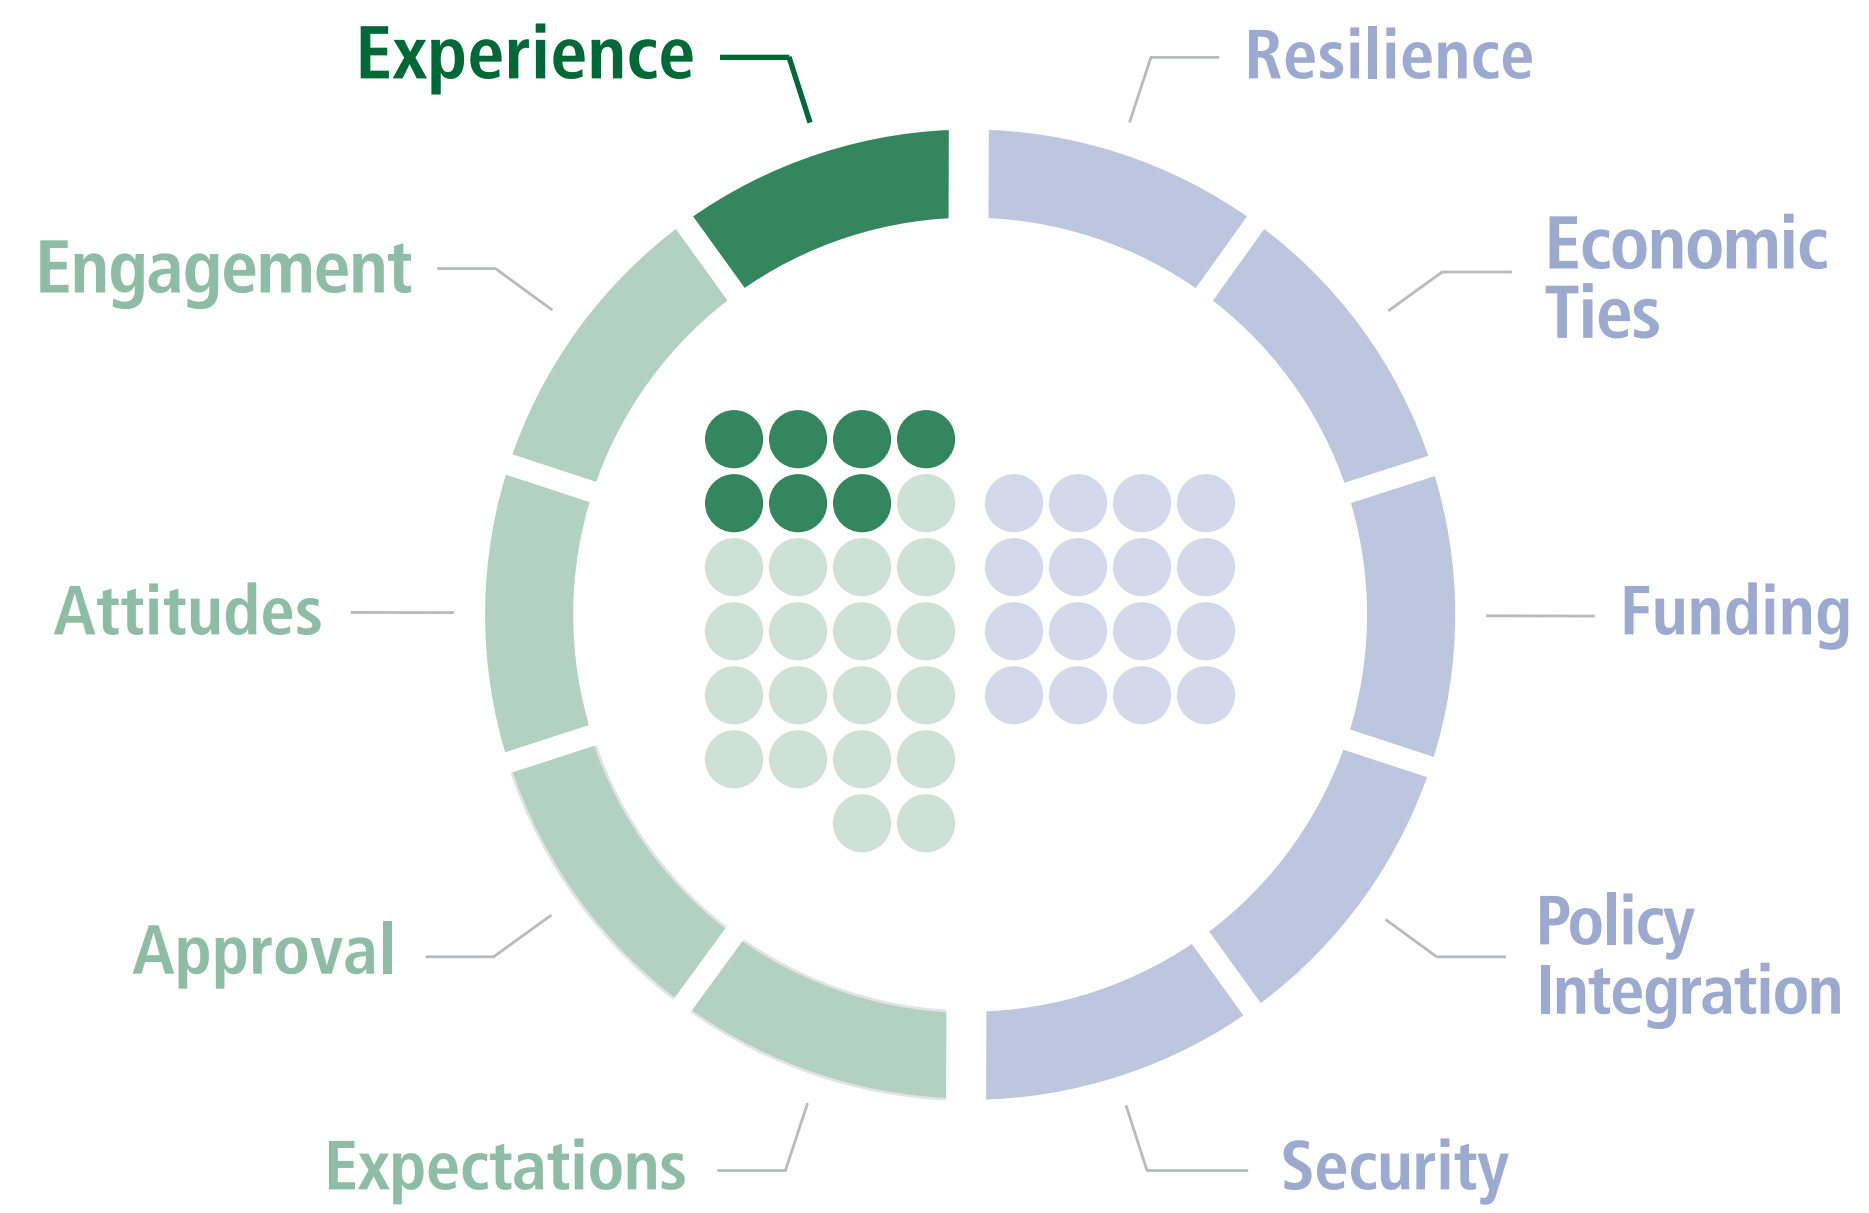 Experience
Resilience
Engagement
Economic
Ties
Attitudes
Funding
Approval
Policy
Integration
Expectations
Security